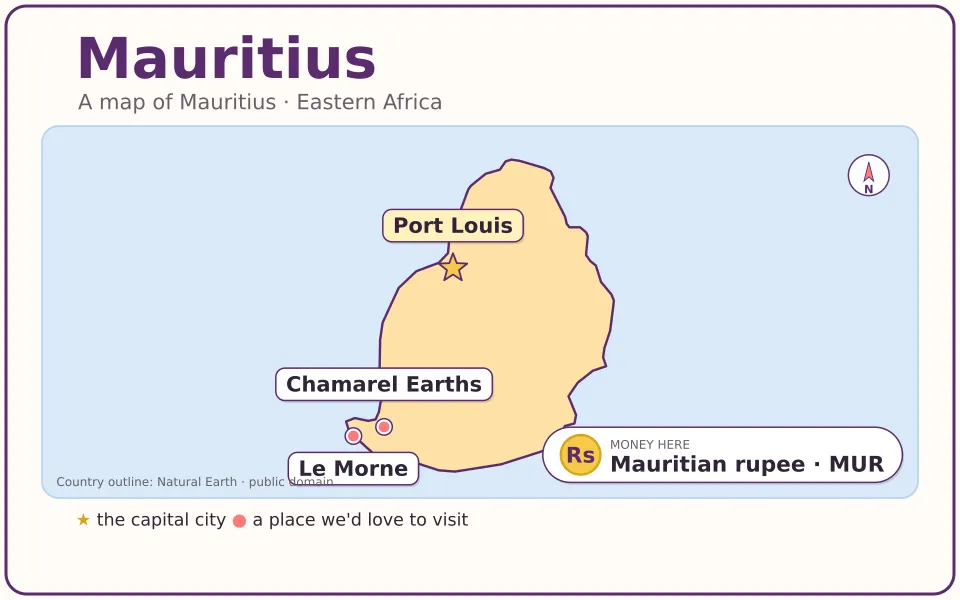 Mauritius
A map of Mauritius · Eastern Africa
N
Port Louis
Chamarel Earths
Le Morne
Rs
MONEY HERE
Mauritian rupee · MUR
Country outline: Natural Earth · public domain
★ the capital city ● a place we'd love to visit